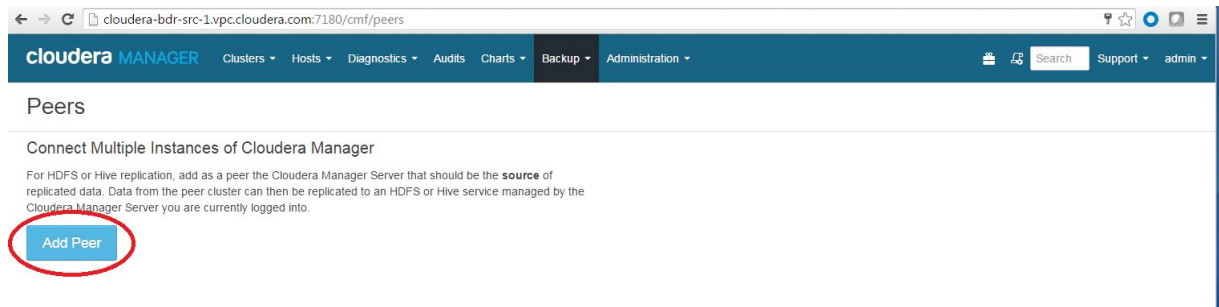 cloudera-bdr-src-1.vpc.cloudera.com:7180/cmf/peers
cloudera MANAGER Clusters Hosts Diagnostics Audits Charts Backup Administration Search Support admin
Peers
Connect Multiple Instances of Cloudera Manager
For HDFS or Hive replication, add as a peer the Cloudera Manager Server that should be the source of
replicated data. Data from the peer cluster can then be replicated to an HDFS or Hive service managed by the
Cloudera Manager Server you are currently logged into.
Add Peer